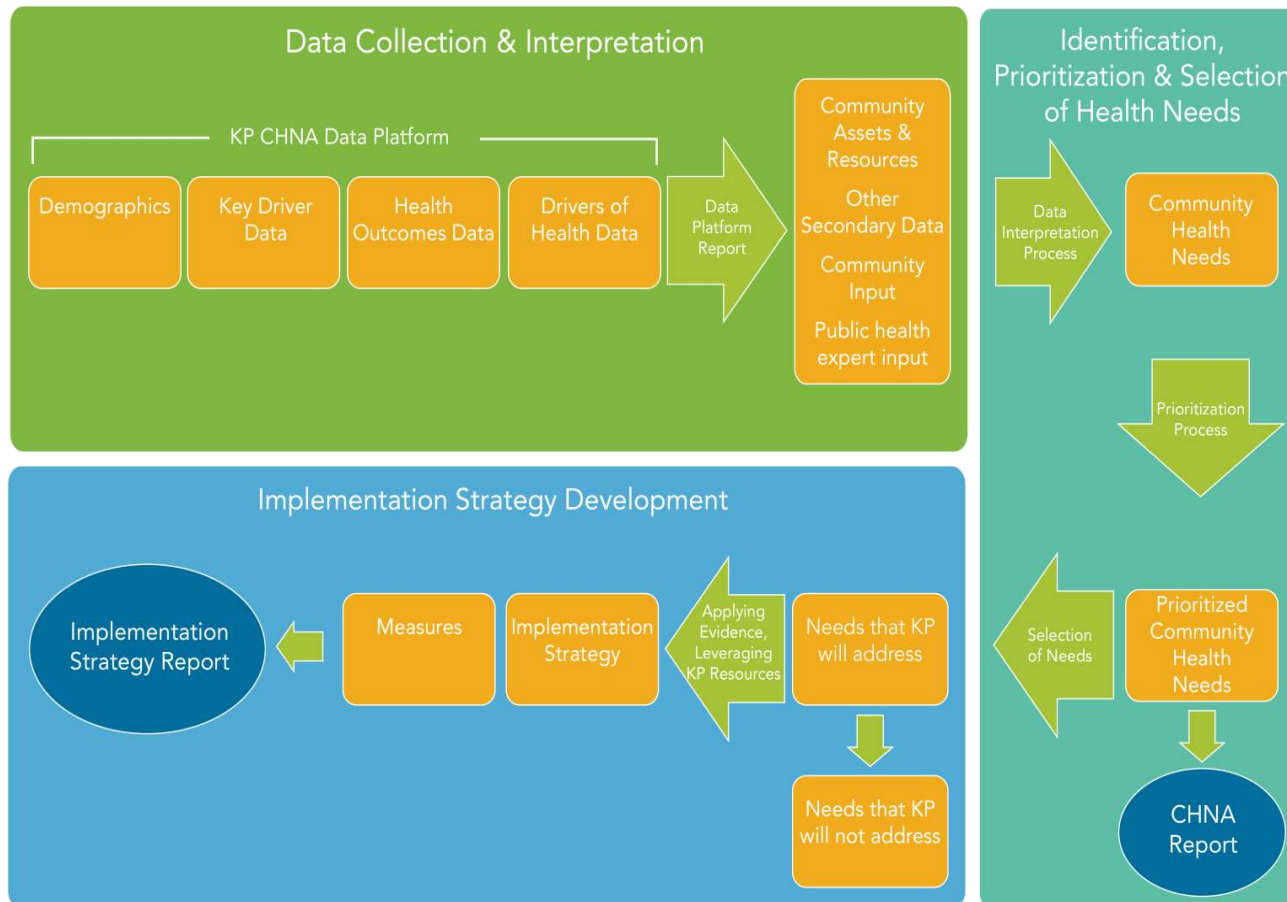 Data Collection & Interpretation
KP CHNA Data Platform
Demographics
Key Driver
Data
Health
Outcomes Data
Drivers of
Health Data
Data
Platform
Report
Community
Assets &
Resources
Other
Secondary Data
Community
Input
Public health
expert input
Identification,
Prioritization & Selection
of Health Needs
Data
Interpretation
Process
Community
Health
Needs
Prioritization
Process
Prioritized
Community
Health
Needs
Selection
of Needs
CHNA
Report
Implementation Strategy Development
Needs that KP
will address
Needs that KP
will not address
Applying
Evidence,
Leveraging
KP Resources
Implementation
Strategy
Measures
Implementation
Strategy Report